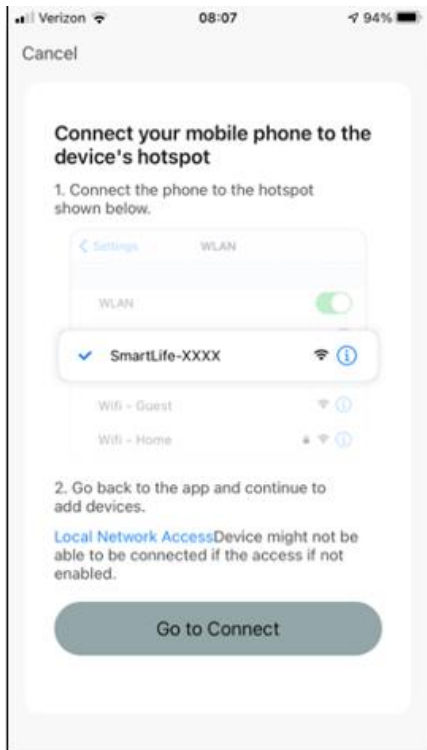 Verizon 08:07 94%
Cancel
Connect your mobile phone to the
device's hotspot
1. Connect the phone to the hotspot
shown below.
Settings WLAN
WLAN
SmartLife-XXXX
Wifi - Guest
Wifi - Home
2. Go back to the app and continue to
add devices.
Local Network AccessDevice might not be
able to be connected if the access if not
enabled.
Go to Connect